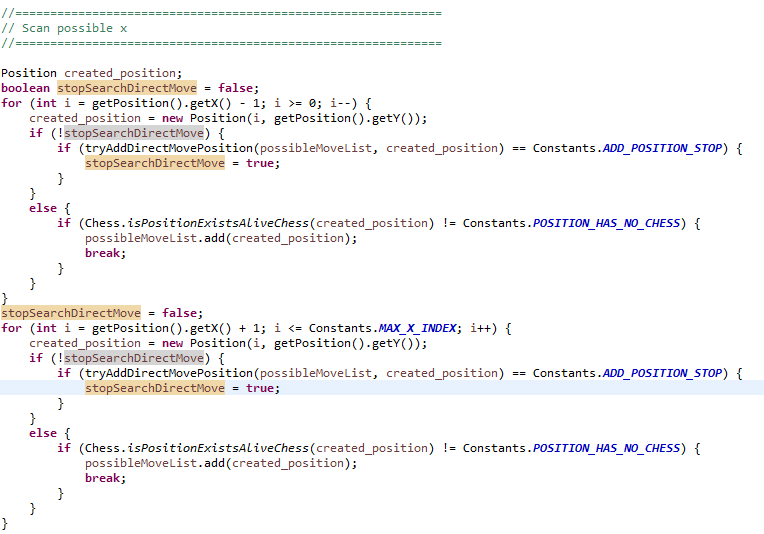 //=============================================================
// Scan possible x
//=============================================================
Position created_position;
boolean stopSearchDirectMove = false;
for (int i = getPosition().getX() - 1; i >= 0; i--) {
    created_position = new Position(i, getPosition().getY());
    if (!stopSearchDirectMove) {
        if (tryAddDirectMovePosition(possibleMoveList, created_position) == Constants.ADD_POSITION_STOP) {
            stopSearchDirectMove = true;
        }
    }
    else {
        if (Chess.isPositionExistsAliveChess(created_position) != Constants.POSITION_HAS_NO_CHESS) {
            possibleMoveList.add(created_position);
            break;
        }
    }
}
stopSearchDirectMove = false;
for (int i = getPosition().getX() + 1; i <= Constants.MAX_X_INDEX; i++) {
    created_position = new Position(i, getPosition().getY());
    if (!stopSearchDirectMove) {
        if (tryAddDirectMovePosition(possibleMoveList, created_position) == Constants.ADD_POSITION_STOP) {
            stopSearchDirectMove = true;
        }
    }
    else {
        if (Chess.isPositionExistsAliveChess(created_position) != Constants.POSITION_HAS_NO_CHESS) {
            possibleMoveList.add(created_position);
            break;
        }
    }
}